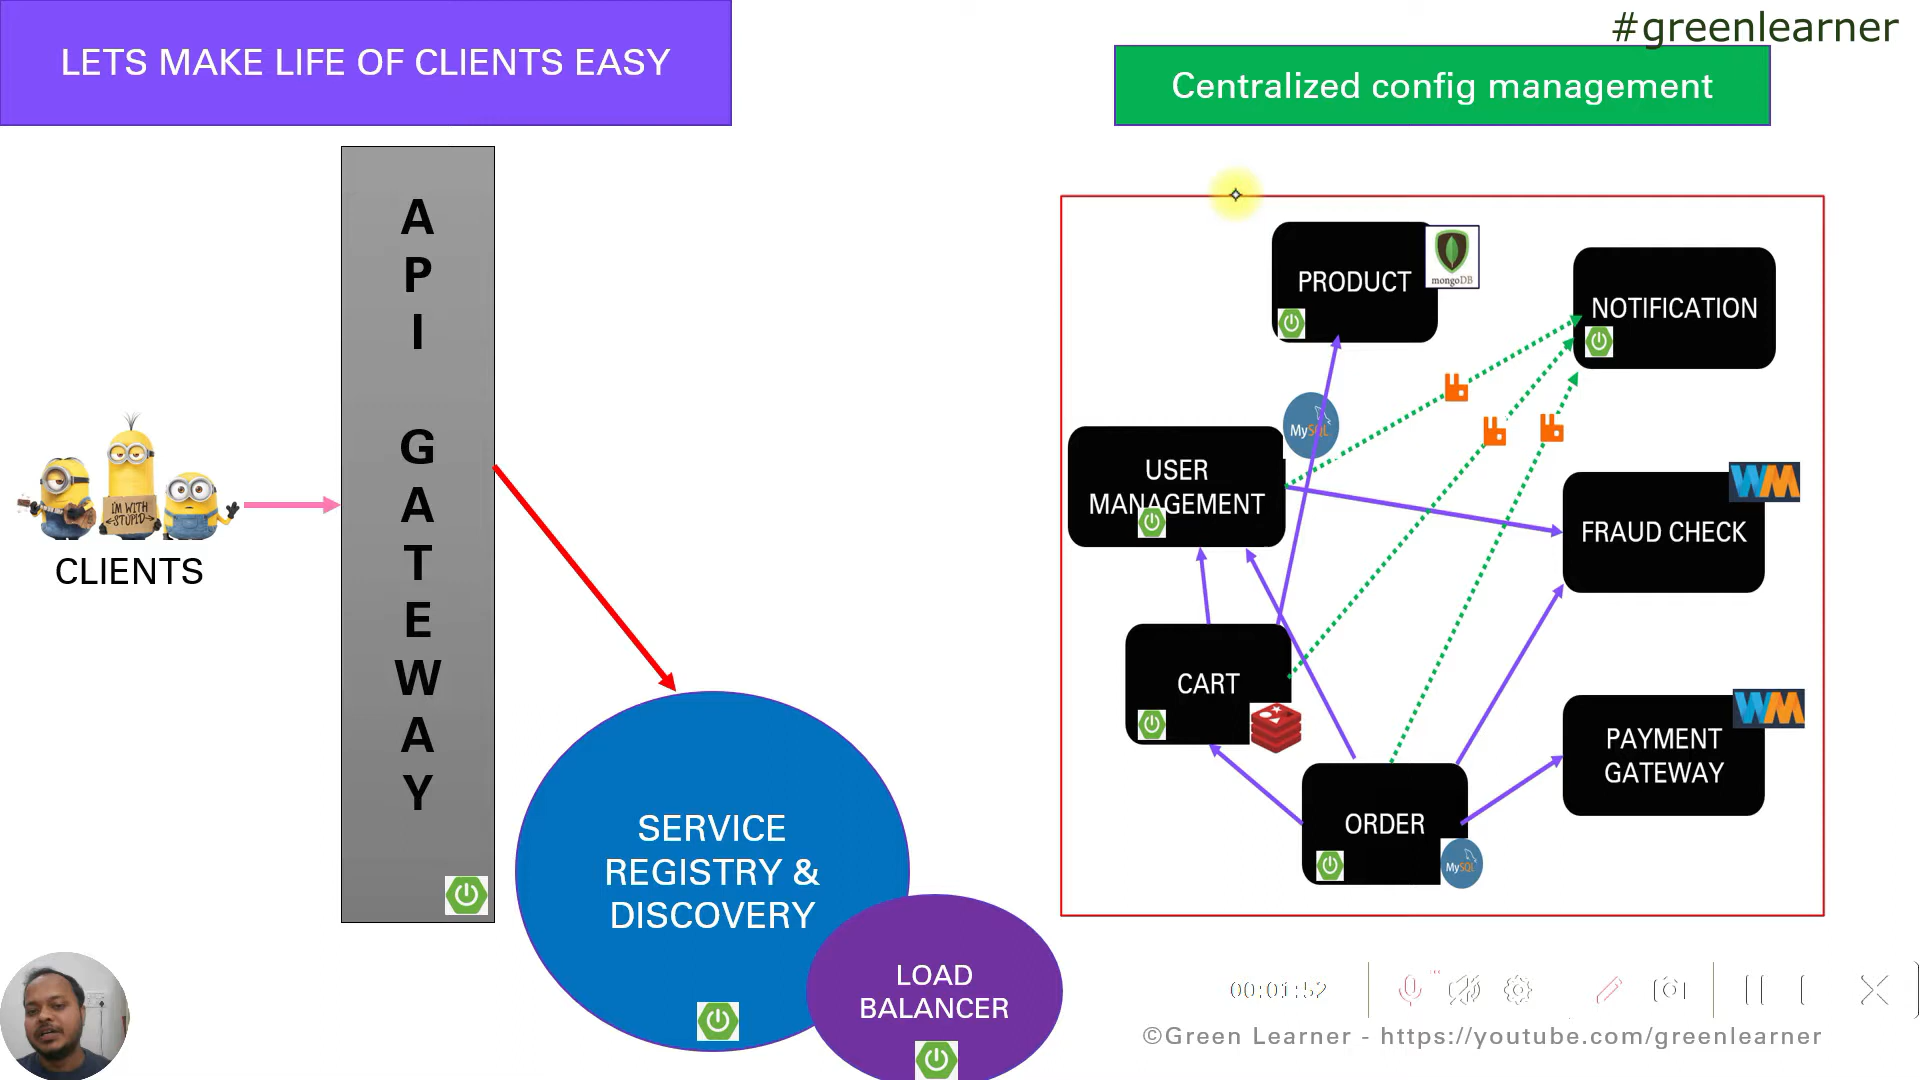 #greenlearner
LETS MAKE LIFE OF CLIENTS EASY
Centralized config management
A
P
I
G
A
T
E
W
A
Y
IM WITH
STUPID
CLIENTS
SERVICE
REGISTRY &
DISCOVERY
LOAD
BALANCER
PRODUCT
mongoDB
NOTIFICATION
MySQL
USER
MANAGEMENT
WM
FRAUD CHECK
CART
WM
PAYMENT
GATEWAY
ORDER
MySQL
00:01:52
©Green Learner - https://youtube.com/greenlearner